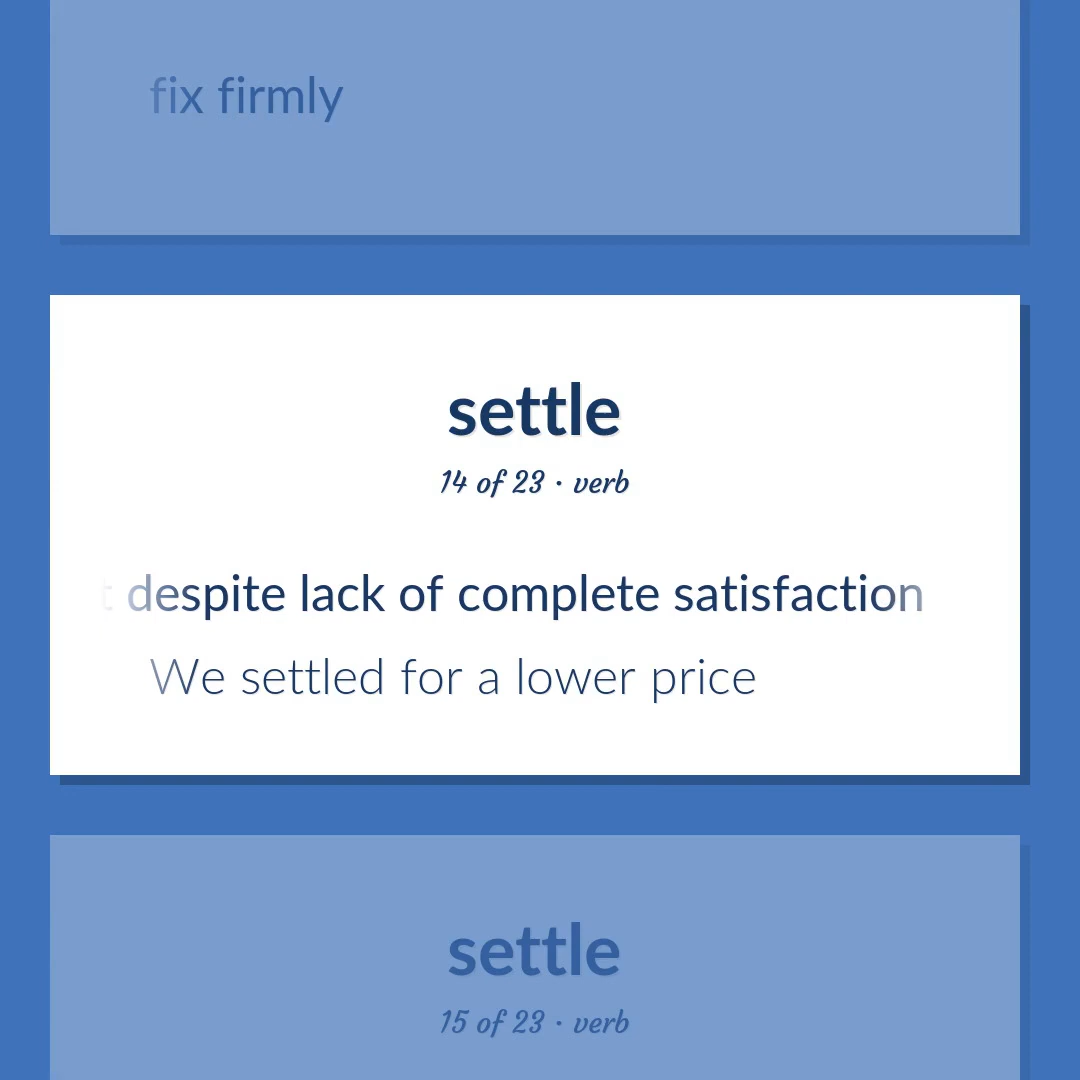 fix firmly
settle
14 of 23 · verb
despite lack of complete satisfaction
We settled for a lower price
settle
15 of 23 · verb